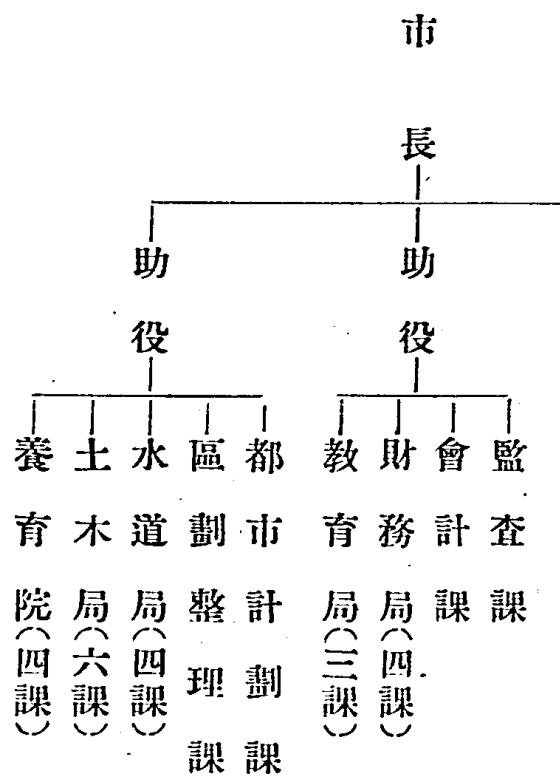 市長
助役
監査課
會計課
財務局(四課)
教育局(三課)
助役
都市計劃課
區劃整理課
水道局(四課)
土木局(六課)
養育院(四課)